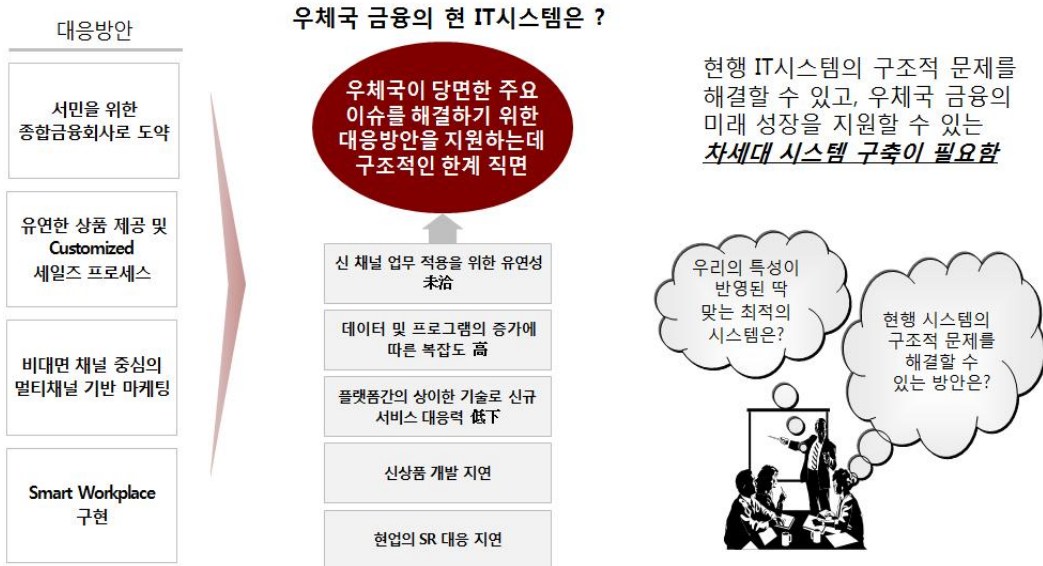 대응방안
서민을 위한
종합금융회사로 도약
유연한 상품 제공 및
Customized
세일즈 프로세스
비대면 채널 중심의
멀티채널 기반 마케팅
Smart Workplace
구현
우체국 금융의 현 IT시스템은 ?
우체국이 당면한 주요
이슈를 해결하기 위한
대응방안을 지원하는데
구조적인 한계 직면
신 채널 업무 적용을 위한 유연성
未洽
데이터 및 프로그램의 증가에
따른 복잡도 高
플랫폼간의 상이한 기술로 신규
서비스 대응력 低下
신상품 개발 지연
현업의 SR 대응 지연
현행 IT시스템의 구조적 문제를
해결할 수 있고, 우체국 금융의
미래 성장을 지원할 수 있는
차세대 시스템 구축이 필요함
우리의 특성이
반영된 딱
맞는 최적의
시스템은?
현행 시스템의
구조적 문제를
해결할 수
있는 방안은?